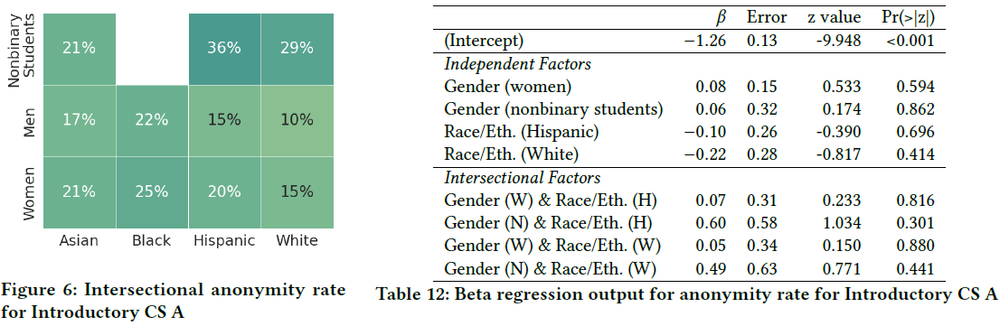 Nonbinary
Students
21%
36%
29%
Men
17%
22%
15%
10%
Women
21%
25%
20%
15%
Asian
Black
Hispanic
White
Figure 6: Intersectional anonymity rate
for Introductory CS A
β Error z value Pr(>|z|)
(Intercept) −1.26 0.13 -9.948 <0.001
Independent Factors
Gender (women) 0.08 0.15 0.533 0.594
Gender (nonbinary students) 0.06 0.32 0.174 0.862
Race/Eth. (Hispanic) −0.10 0.26 -0.390 0.696
Race/Eth. (White) −0.22 0.28 -0.817 0.414
Intersectional Factors
Gender (W) & Race/Eth. (H) 0.07 0.31 0.233 0.816
Gender (N) & Race/Eth. (H) 0.60 0.58 1.034 0.301
Gender (W) & Race/Eth. (W) 0.05 0.34 0.150 0.880
Gender (N) & Race/Eth. (W) 0.49 0.63 0.771 0.441
Table 12: Beta regression output for anonymity rate for Introductory CS A